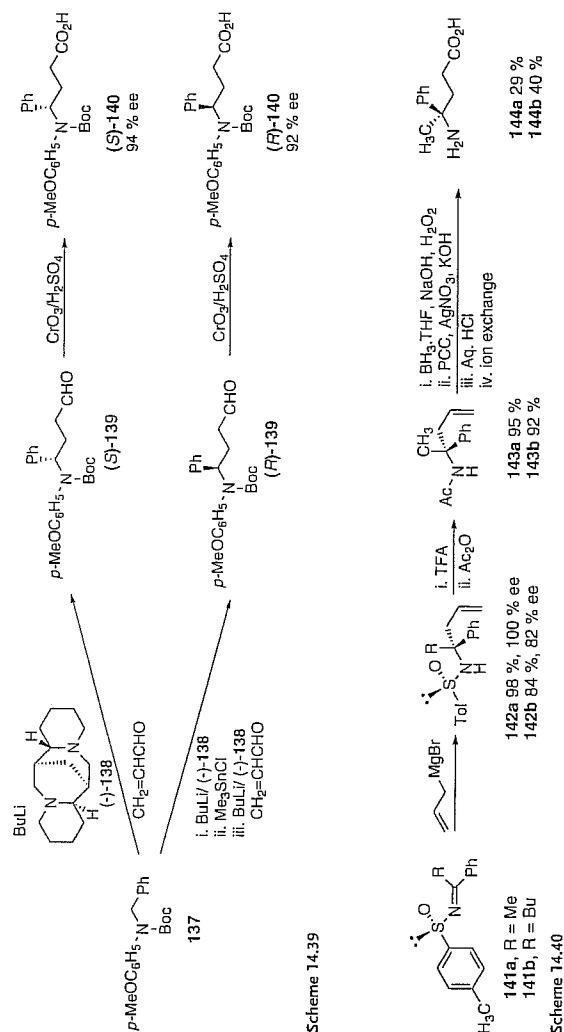 BuLi
H
N
N
H
(-)-138
CH₂=CHCHO
p-MeOC₆H₅
N
Ph
Boc
137
i. BuLi/ (-)-138
ii. Me₃SnCl
iii. BuLi/ (-)-138
CH₂=CHCHO
Ph
p-MeOC₆H₅
N
CHO
Boc
(S)-139
CrO₃/H₂SO₄
Ph
p-MeOC₆H₅
N
CO₂H
Boc
(S)-140
94 % ee
Ph
p-MeOC₆H₅
N
CHO
Boc
(R)-139
CrO₃/H₂SO₄
Ph
p-MeOC₆H₅
N
CO₂H
Boc
(R)-140
92 % ee
Scheme 14.39
O
R
S
N
Ph
H₃C
141a, R = Me
141b, R = Bu
MgBr
O
R
S
N
Ph
Tol
H
142a 98 %, 100 % ee
142b 84 %, 82 % ee
i. TFA
ii. Ac₂O
CH₃
Ac
N
Ph
H
143a 95 %
143b 92 %
i. BH₃.THF, NaOH, H₂O₂
ii. PCC, AgNO₃, KOH
iii. Aq. HCl
iv. ion exchange
Ph
H₃C
H₂N
CO₂H
144a 29 %
144b 40 %
Scheme 14.40